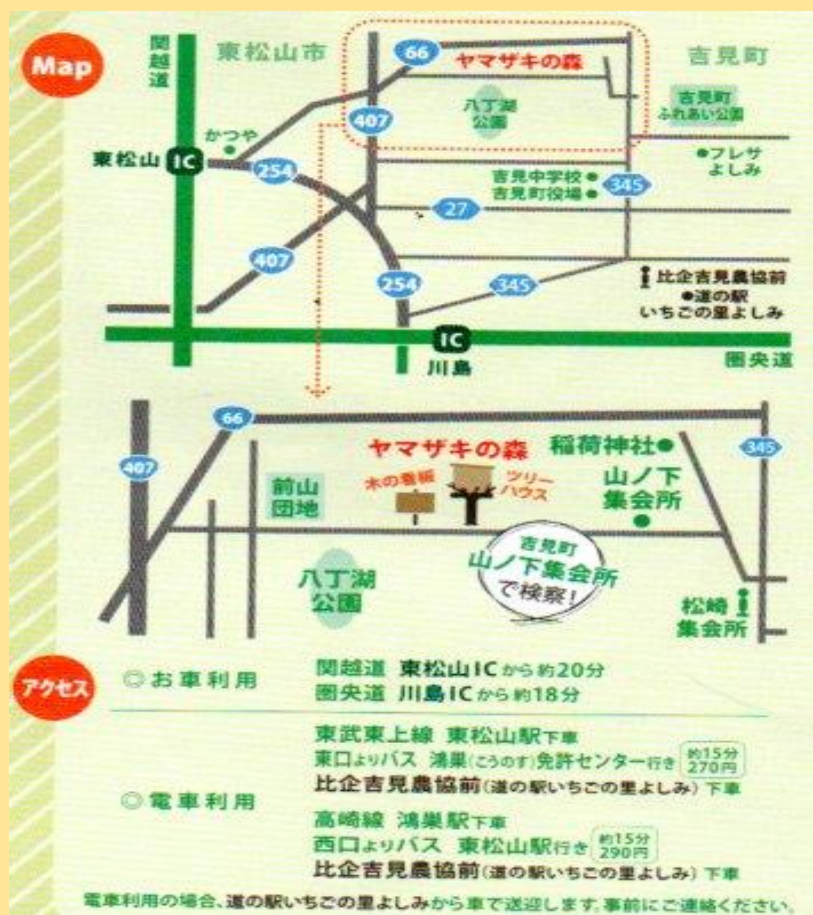 Map
関越道
東松山市
66
ヤマザキの森
吉見町
八丁湖
公園
吉見町
ふれあい公園
407
かつや
東松山 IC
254
フレサ
よしみ
吉見中学校
吉見町役場
345
27
407
254
345
比企吉見農協前
道の駅
いちごの里よしみ
IC
川島
圏央道
66
407
ヤマザキの森
稲荷神社
345
木の看板
ツリー
ハウス
山ノ下
集会所
前山
団地
吉見町
山ノ下集会所
で検察!
八丁湖
公園
松崎
集会所
アクセス
◎お車利用
関越道 東松山ICから約20分
圏央道 川島ICから約18分
◎電車利用
東武東上線 東松山駅下車
東口よりバス 鴻巣(こうのす)免許センター行き 約15分 270円
比企吉見農協前(道の駅いちごの里よしみ)下車
高崎線 鴻巣駅下車
西口よりバス 東松山駅行き 約15分 290円
比企吉見農協前(道の駅いちごの里よしみ)下車
電車利用の場合、道の駅いちごの里よしみから車で送迎します。事前にご連絡ください。